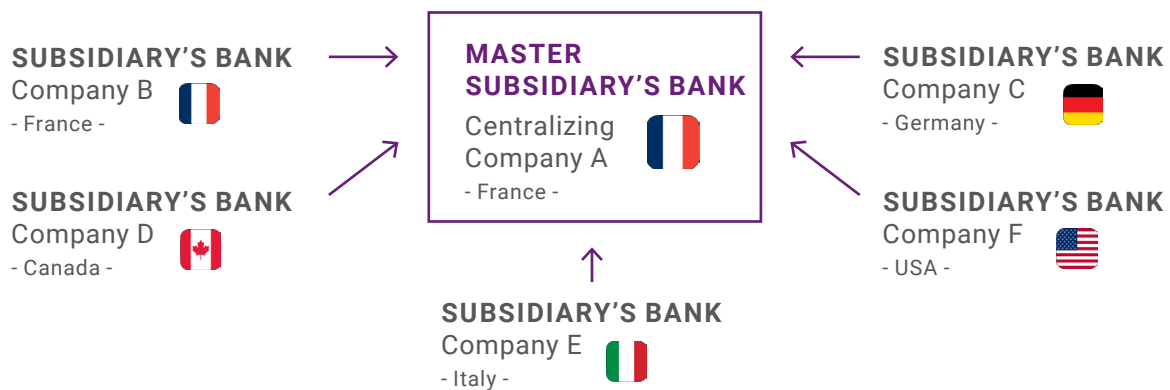 SUBSIDIARY’S BANK
Company B
- France -
SUBSIDIARY’S BANK
Company D
- Canada -
MASTER
SUBSIDIARY’S BANK
Centralizing
Company A
- France -
SUBSIDIARY’S BANK
Company E
- Italy -
SUBSIDIARY’S BANK
Company C
- Germany -
SUBSIDIARY’S BANK
Company F
- USA -